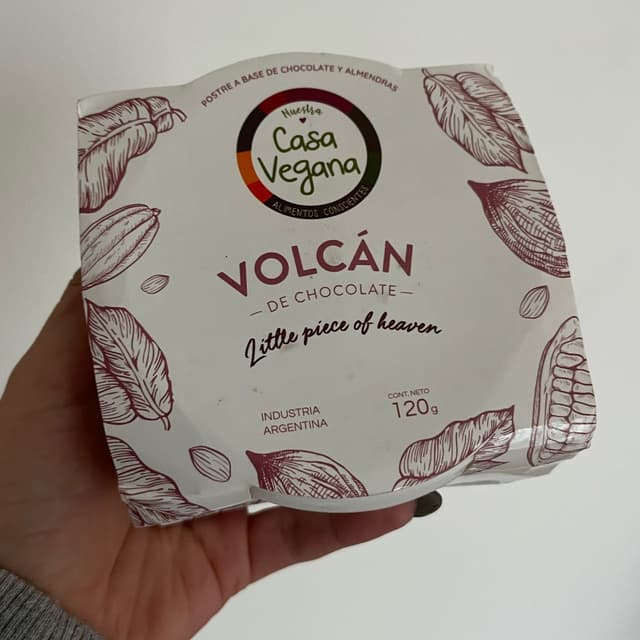 POSTRE A BASE DE CHOCOLATE Y ALMENDRAS
Nuestra
Casa
Vegana
ALIMENTOS CONSCIENTES
VOLCÁN
— DE CHOCOLATE —
Little piece of heaven
INDUSTRIA
ARGENTINA
CONT. NETO
120g